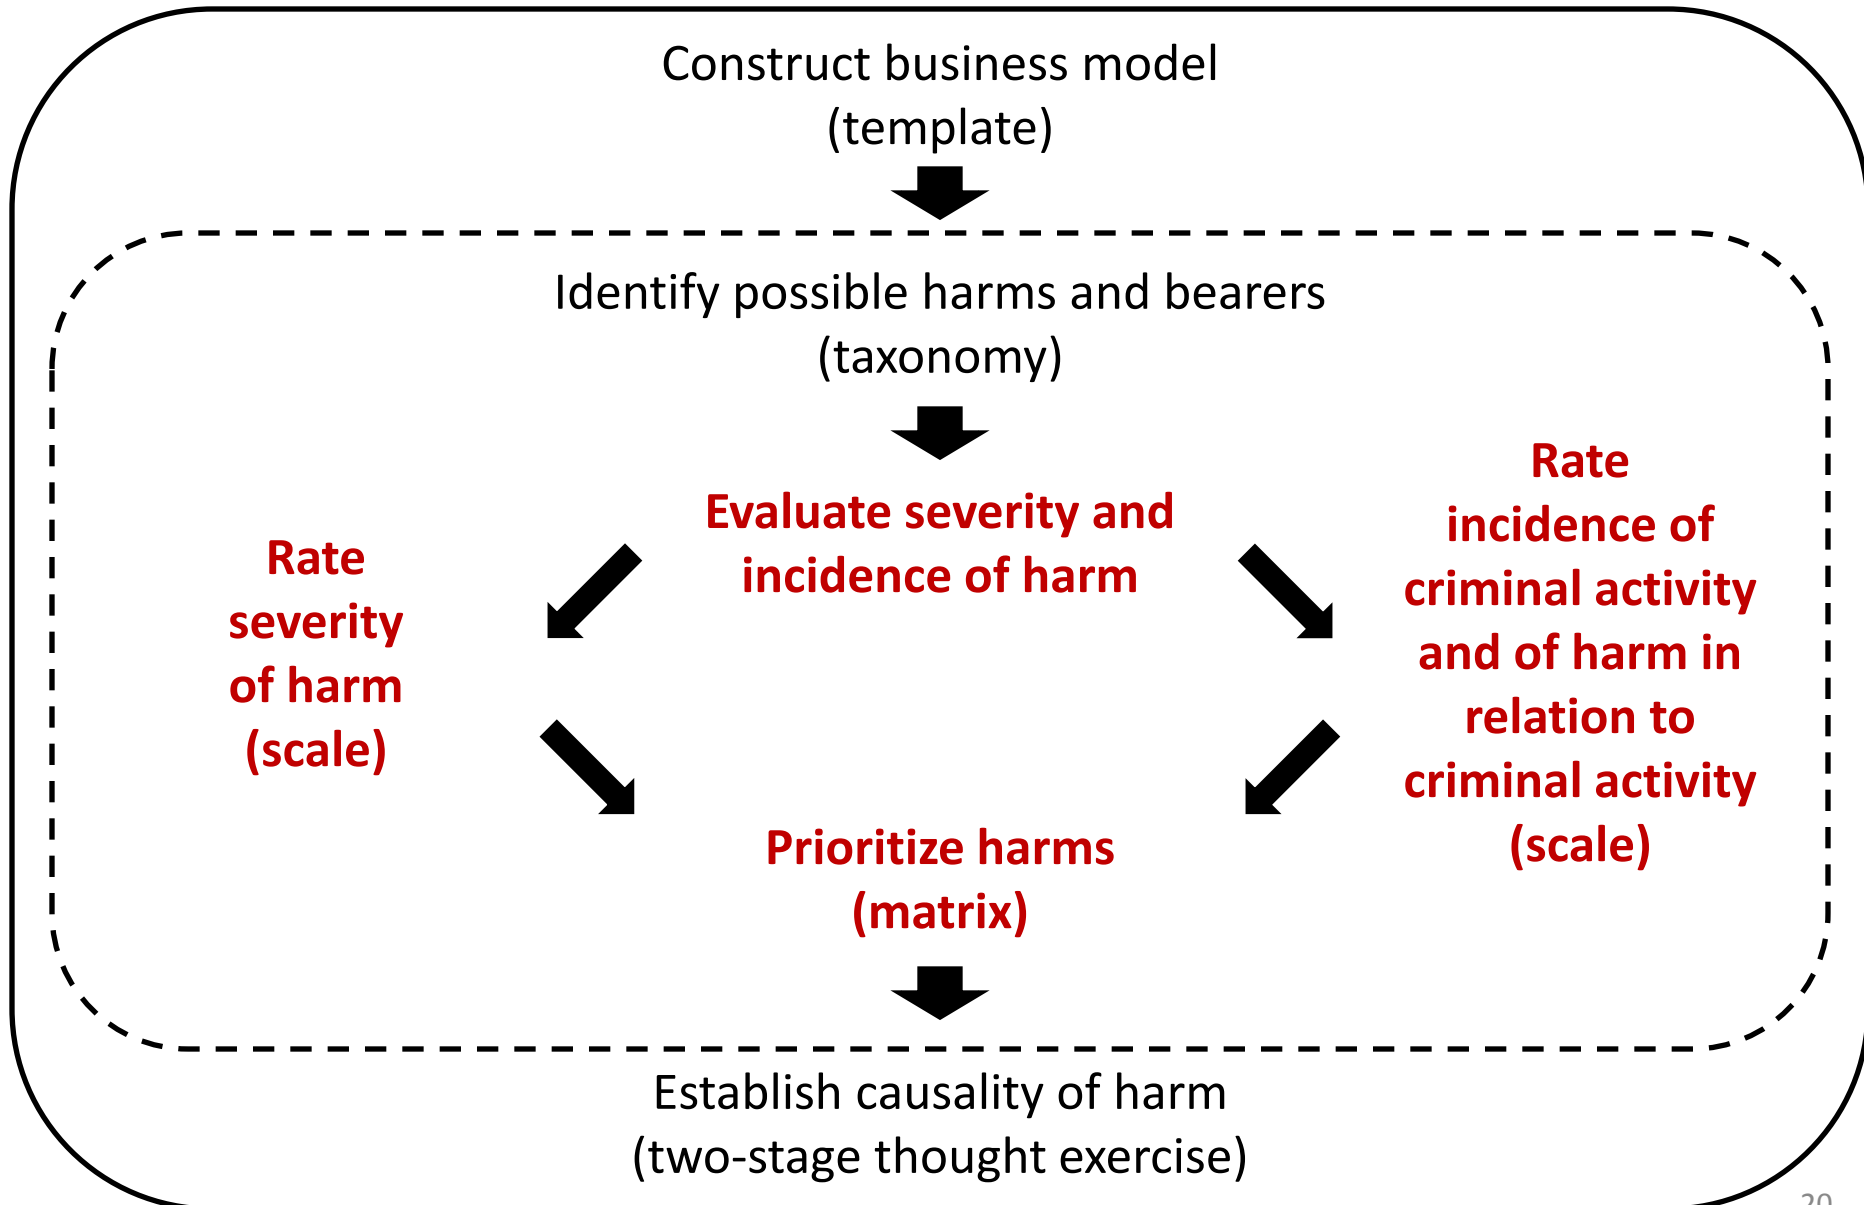 Construct business model
(template)
Identify possible harms and bearers
(taxonomy)
Evaluate severity and
incidence of harm
Rate
severity
of harm
(scale)
Rate
incidence of
criminal activity
and of harm in
relation to
criminal activity
(scale)
Prioritize harms
(matrix)
Establish causality of harm
(two-stage thought exercise)
20